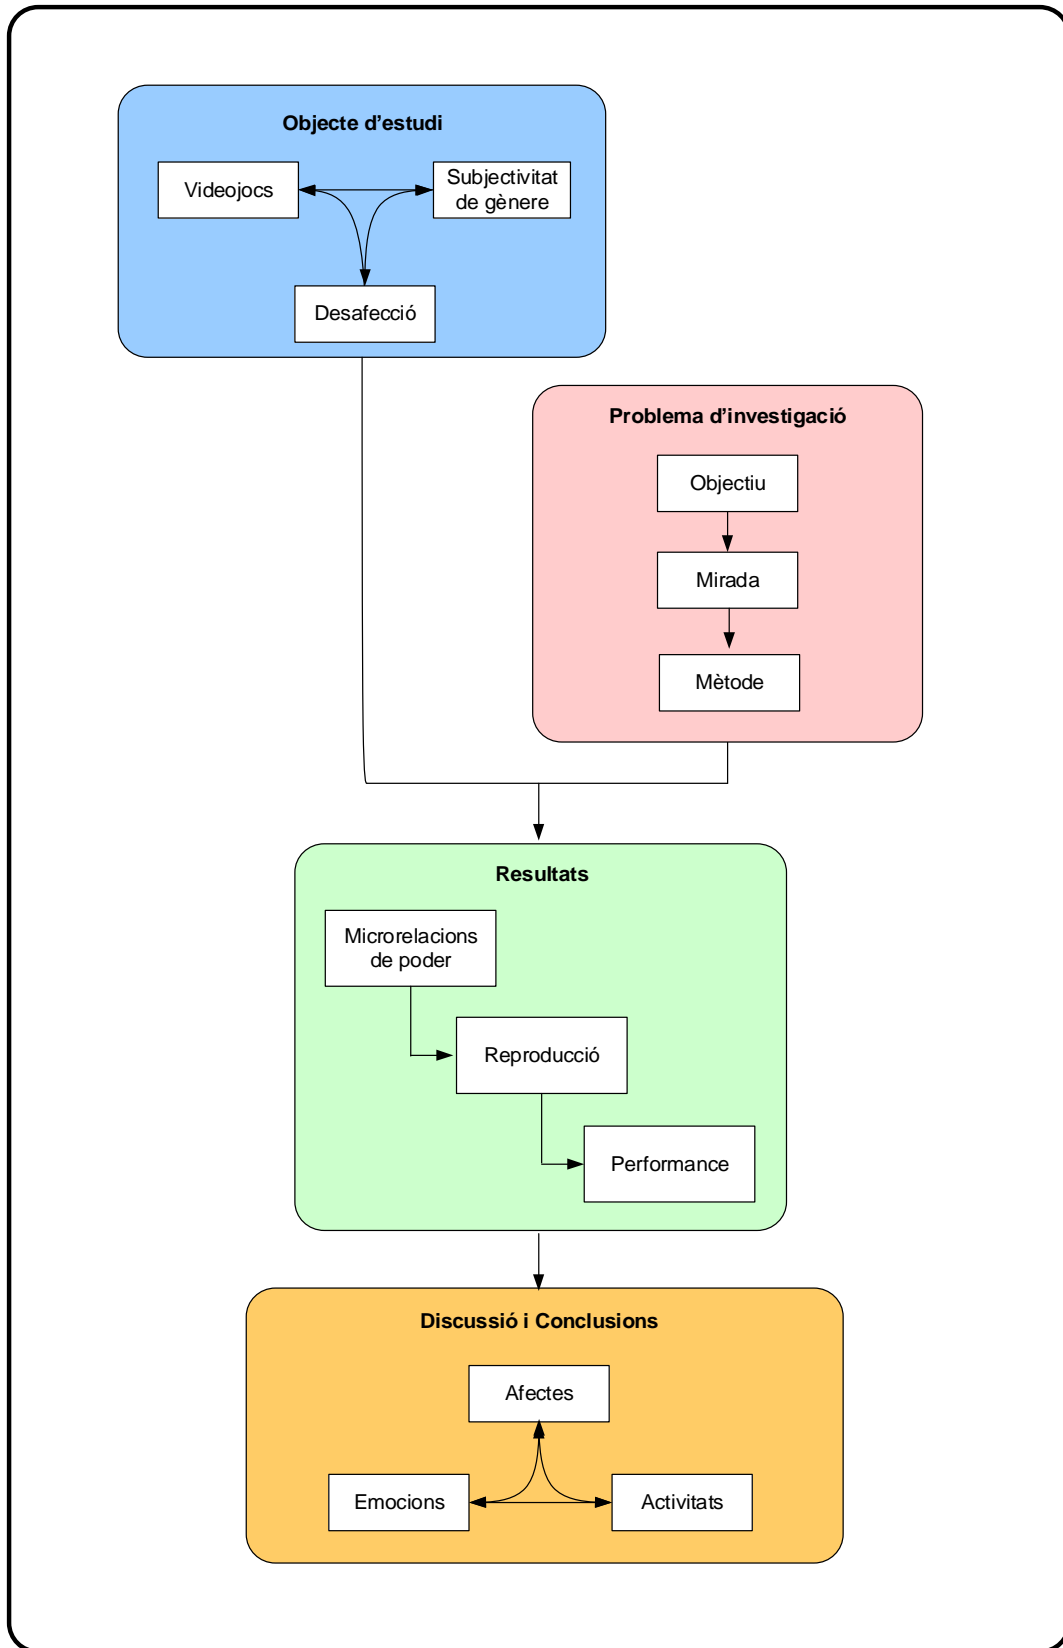 Objecte d'estudi
Videojocs
Subjectivitat
de gènere
Desafecció
Problema d'investigació
Objectiu
Mirada
Mètode
Resultats
Microrelacions
de poder
Reproducció
Performance
Discussió i Conclusions
Afectes
Emocions
Activitats